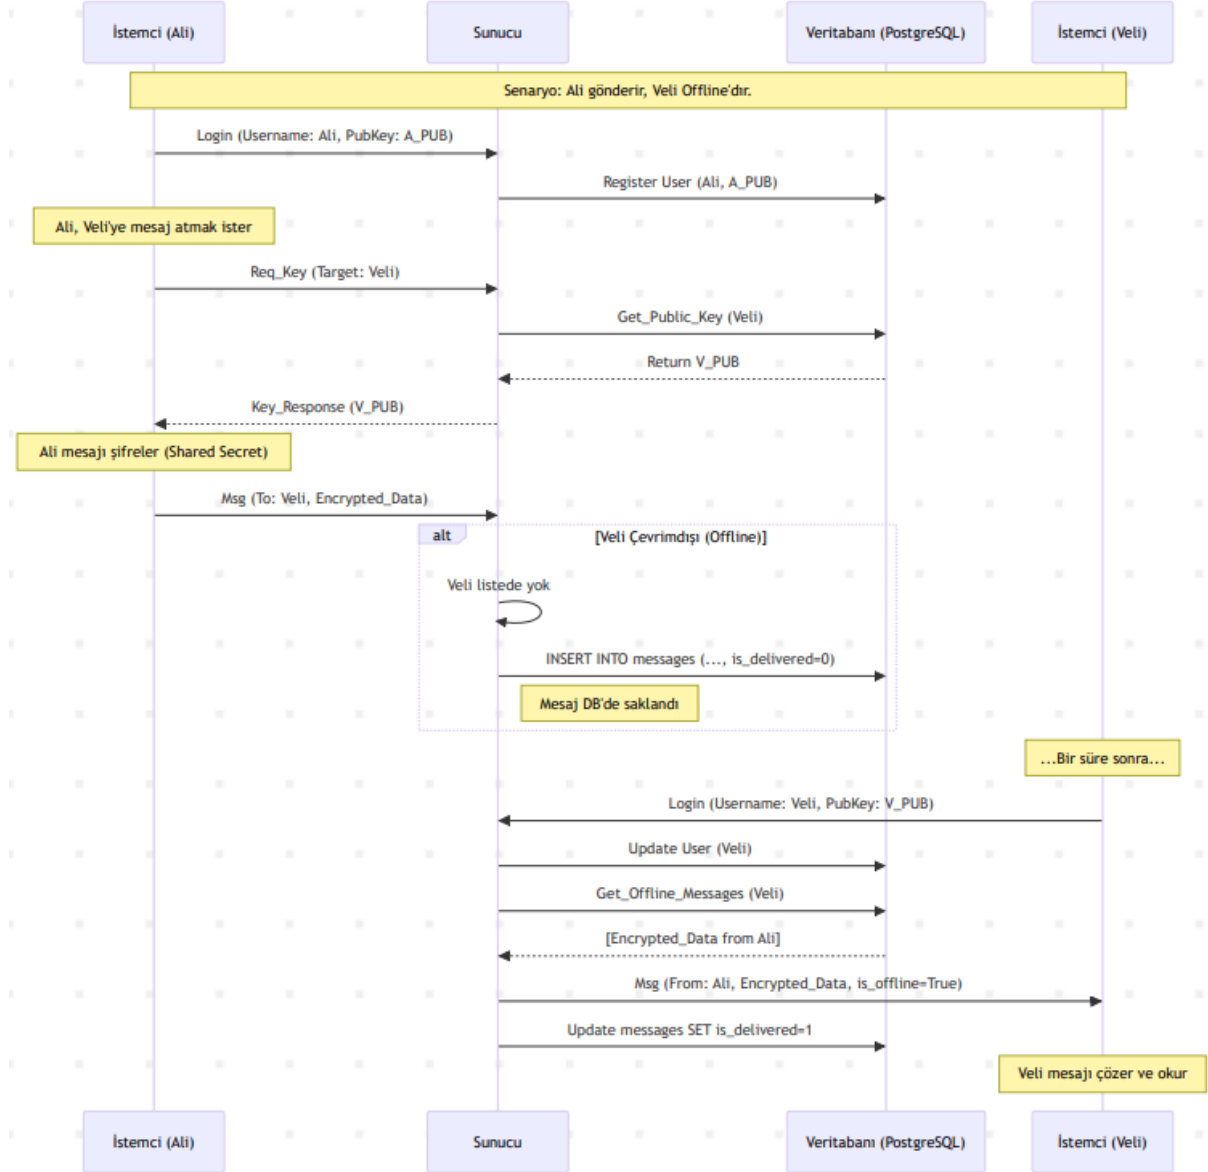 İstemci (Ali)
Sunucu
Veritabanı (PostgreSQL)
İstemci (Veli)
Senaryo: Ali gönderir, Veli Offline'dır.
Login (Username: Ali, PubKey: A_PUB)
Register User (Ali, A_PUB)
Ali, Veli'ye mesaj atmak ister
Req_Key (Target: Veli)
Get_Public_Key (Veli)
Return V_PUB
Key_Response (V_PUB)
Ali mesajı şifreler (Shared Secret)
Msg (To: Veli, Encrypted_Data)
alt
[Veli Çevrimdışı (Offline)]
Veli listede yok
INSERT INTO messages (..., is_delivered=0)
Mesaj DB'de saklandı
...Bir süre sonra...
Login (Username: Veli, PubKey: V_PUB)
Update User (Veli)
Get_Offline_Messages (Veli)
[Encrypted_Data from Ali]
Msg (From: Ali, Encrypted_Data, is_offline=True)
Update messages SET is_delivered=1
Veli mesajı çözer ve okur
İstemci (Ali)
Sunucu
Veritabanı (PostgreSQL)
İstemci (Veli)